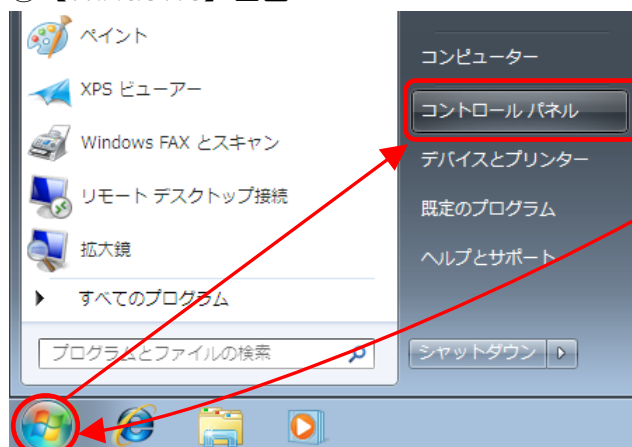 ペイント
XPS ビューアー
Windows FAX とスキャン
リモート デスクトップ接続
拡大鏡
すべてのプログラム
プログラムとファイルの検索
コンピューター
コントロール パネル
デバイスとプリンター
既定のプログラム
ヘルプとサポート
シャットダウン